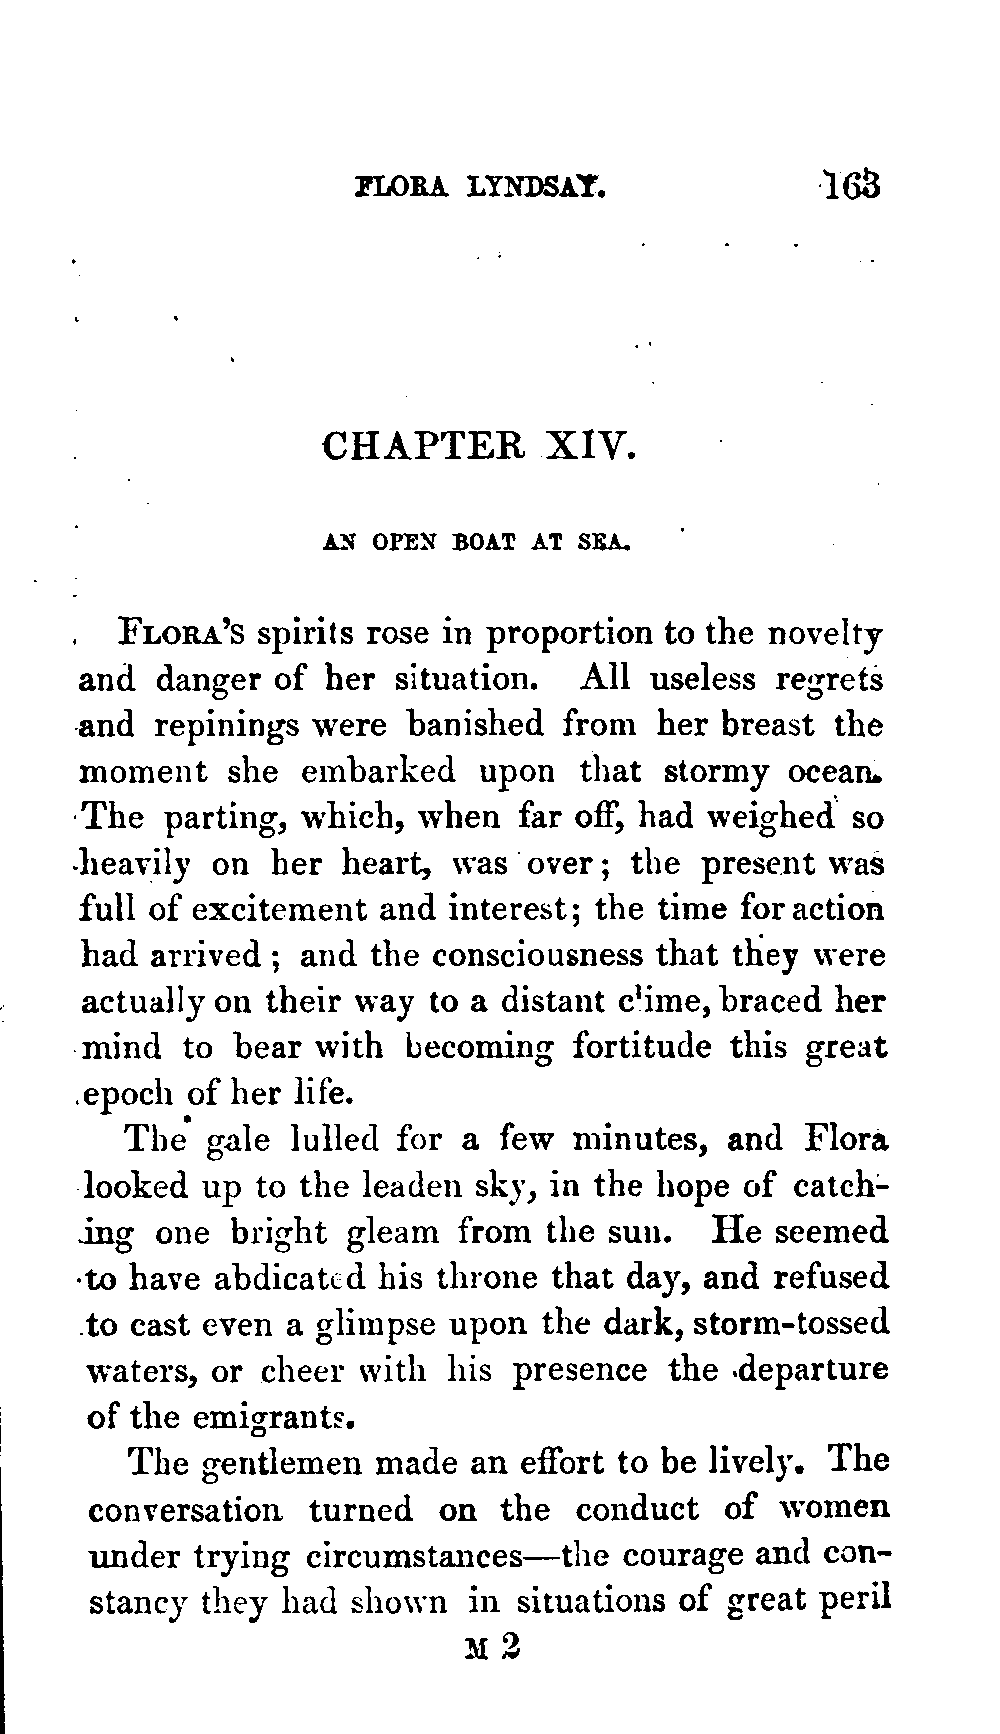 FLORA LYNDSAY. 163
CHAPTER XIV.
AN OPEN BOAT AT SEA.
FLORA'S spirits rose in proportion to the novelty
and danger of her situation. All useless regrets
and repinings were banished from her breast the
moment she embarked upon that stormy ocean.
The parting, which, when far off, had weighed so
heavily on her heart, was over; the present was
full of excitement and interest; the time for action
had arrived; and the consciousness that they were
actually on their way to a distant clime, braced her
mind to bear with becoming fortitude this great
epoch of her life.
The gale lulled for a few minutes, and Flora
looked up to the leaden sky, in the hope of catch-
ing one bright gleam from the sun. He seemed
to have abdicated his throne that day, and refused
to cast even a glimpse upon the dark, storm-tossed
waters, or cheer with his presence the departure
of the emigrants.
The gentlemen made an effort to be lively. The
conversation turned on the conduct of women
under trying circumstances—the courage and con-
stancy they had shown in situations of great peril
M 2